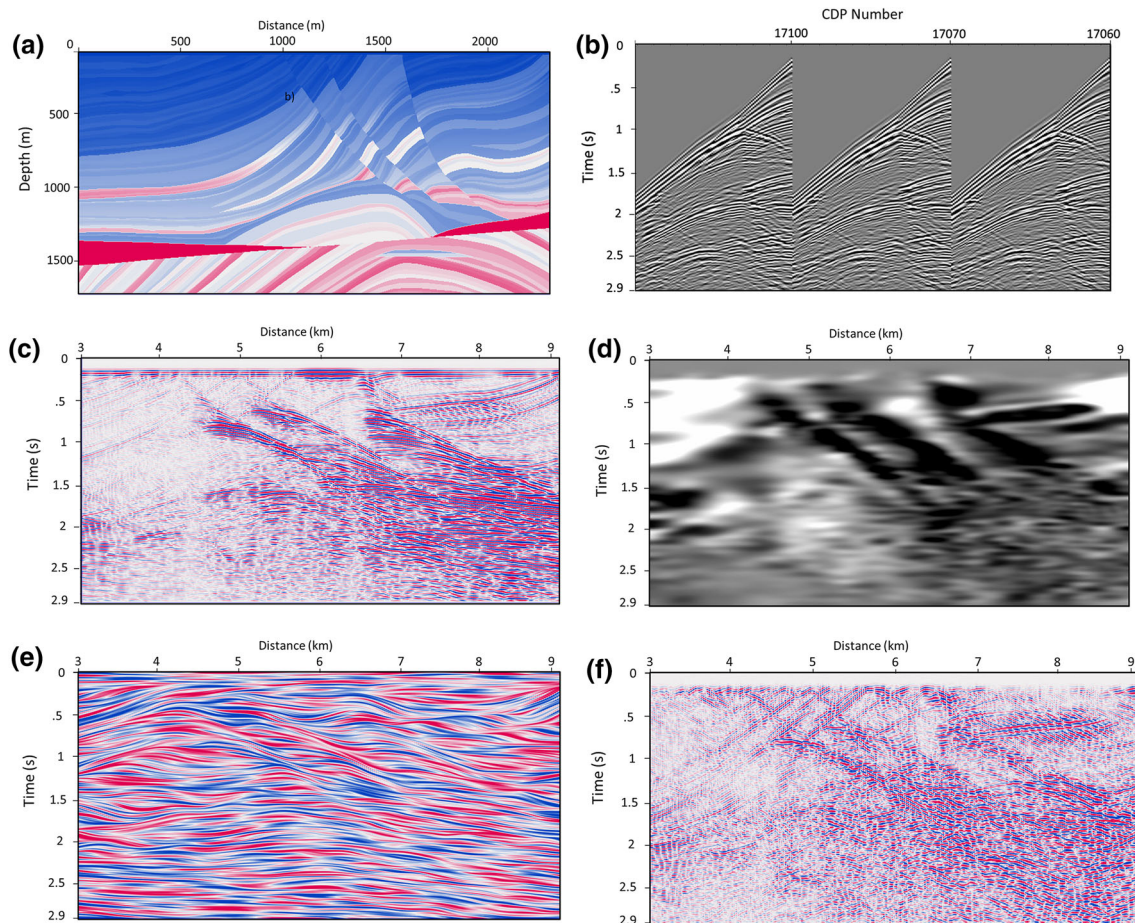 (a)
Distance (m)
0 500 1000 1500 2000
Depth (m)
0
500
1000
1500
b)
(b)
CDP Number
17100 17070 17060
Time (s)
0
.5
1
1.5
2
2.5
2.9
(c)
Distance (km)
3 4 5 6 7 8 9
Time (s)
0
.5
1
1.5
2
2.5
2.9
(d)
Distance (km)
3 4 5 6 7 8 9
Time (s)
0
.5
1
1.5
2
2.5
2.9
(e)
Distance (km)
3 4 5 6 7 8 9
Time (s)
0
.5
1
1.5
2
2.5
2.9
(f)
Distance (km)
3 4 5 6 7 8 9
Time (s)
0
.5
1
1.5
2
2.5
2.9